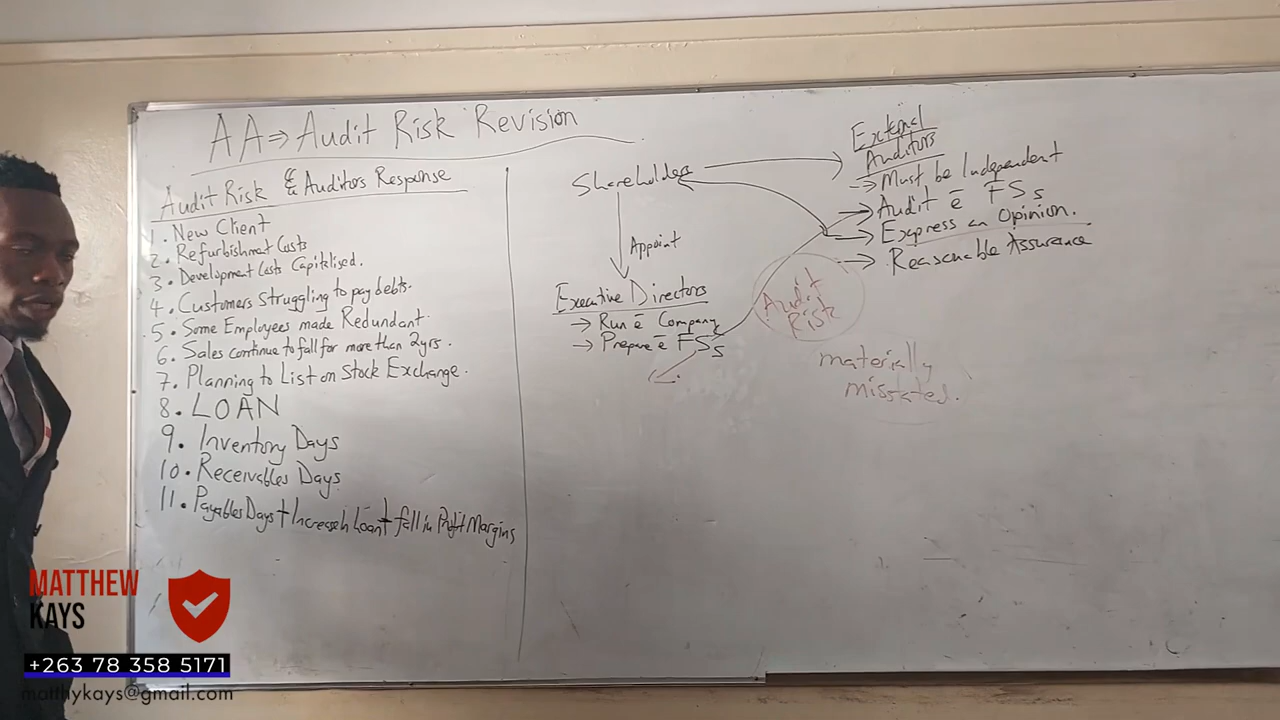 AA⇒ Audit Risk Revision
Audit Risk & Auditors Response
1. New Client
2. Refurbishment Costs
3. Development Costs Capitalised.
4. Customers Struggling to pay debts.
5. Some Employees made Redundant.
6. Sales continue to fall for more than 2yrs.
7. Planning to List on Stock Exchange.
8. LOAN
9. Inventory Days
10. Receivables Days
11. Payables Days + Increase in Loan + fall in Profit Margins
Shareholders
Appoint
Executive Directors
→ Run ē Company
→ Prepare ē FSs
External
Auditors
→ Must be Independent
→ Audit ē FSs
→ Express an Opinion.
→ Reasonable Assurance
Audit
Risk
materially
misstated.
MATTHEW
KAYS
+263 78 358 5171
matthykays@gmail.com